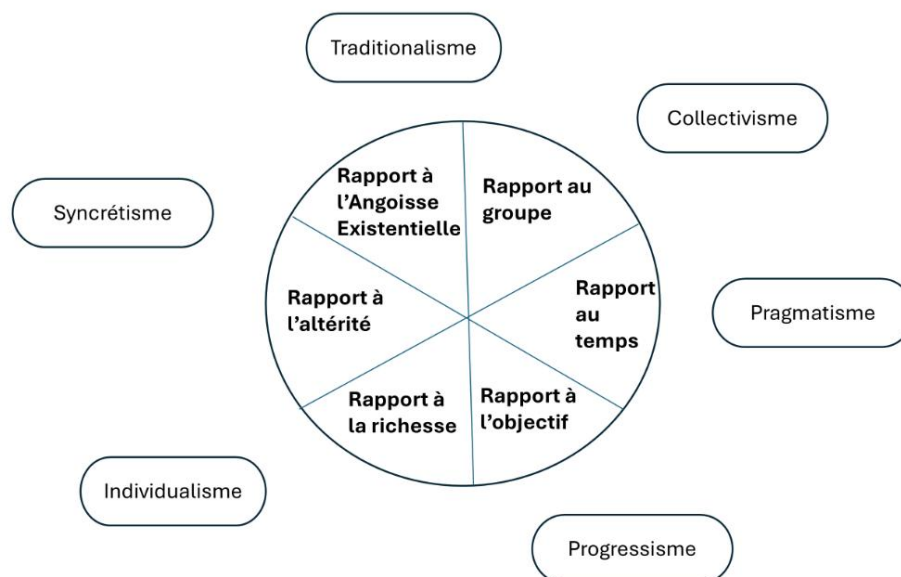 Traditionalisme
Collectivisme
Rapport à
l’Angoisse
Existentielle
Rapport au
groupe
Syncrétisme
Rapport à
l’altérité
Rapport
au
temps
Pragmatisme
Rapport à
la richesse
Rapport à
l’objectif
Individualisme
Progressisme